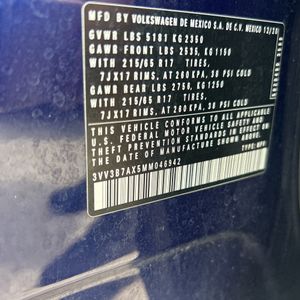 MFD BY VOLKSWAGEN DE MEXICO S.A. DE C.V. MEXICO 12/20
GVWR LBS 5181 KG 2350
GAWR FRONT LBS 2535, KG 1150
WITH 215/65 R17 TIRES,
7JX17 RIMS, AT 260 KPA, 38 PSI COLD
GAWR REAR LBS 2756, KG 1250
WITH 215/65 R17 TIRES,
7JX17 RIMS, AT 260 KPA, 38 PSI COLD
THIS VEHICLE CONFORMS TO ALL APPLICABLE
FEDERAL MOTOR VEHICLE SAFETY
STANDARDS IN EFFECT ON THE DATE OF
MANUFACTURE SHOWN ABOVE.
3VV3B7AX5MM046942 TYPE: MPV